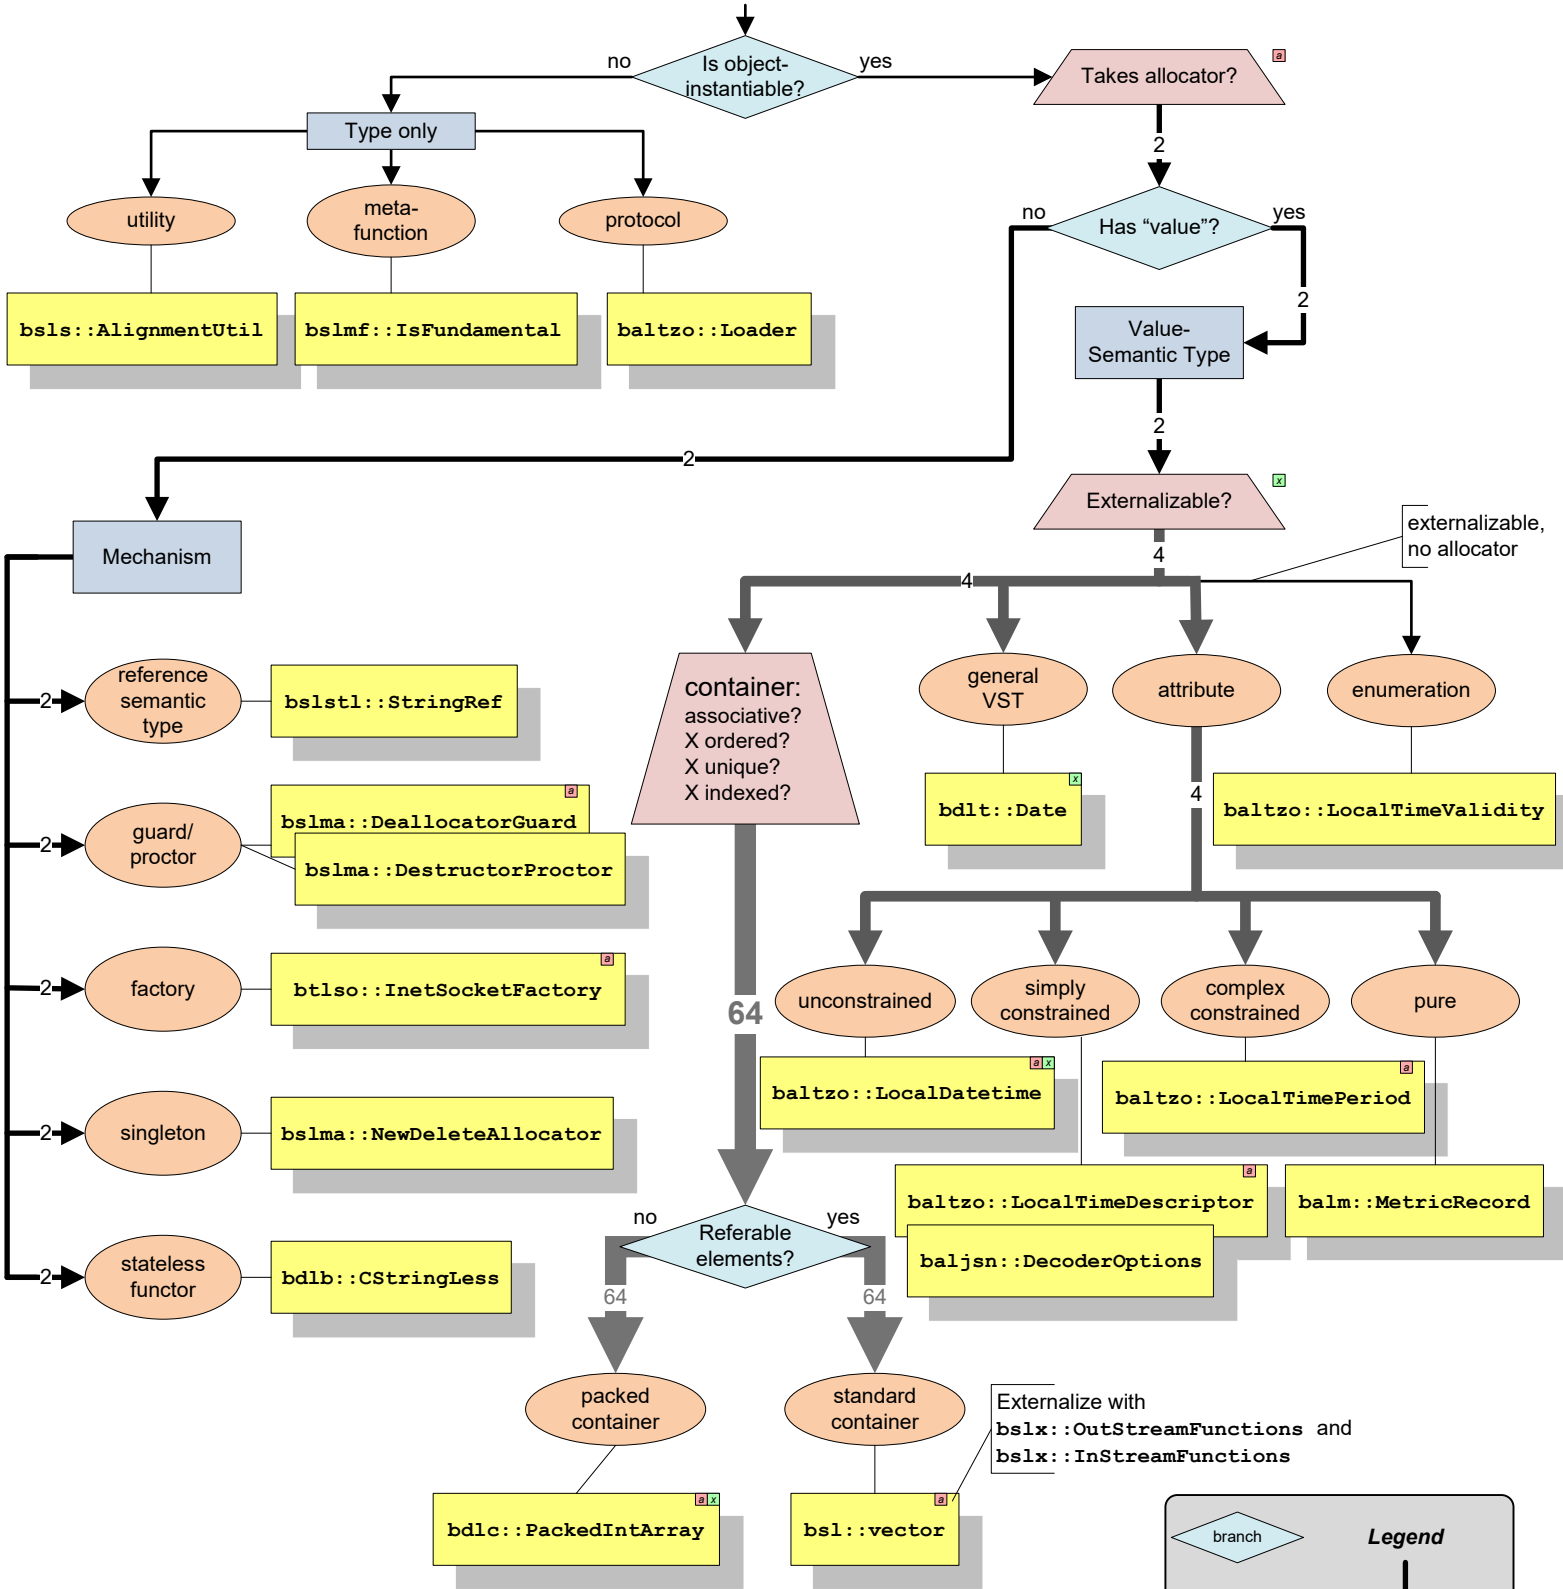 Is object-
instantiable?
no
yes
Takes allocator?
a
Type only
2
utility
meta-
function
protocol
no
Has “value”?
yes
bsls::AlignmentUtil
bslmf::IsFundamental
baltzo::Loader
2
Value-
Semantic Type
2
2
Externalizable?
x
externalizable,
no allocator
Mechanism
4
4
reference
semantic
type
2
bslstl::StringRef
container:
associative?
X ordered?
X unique?
X indexed?
general
VST
attribute
enumeration
x
bdlt::Date
4
baltzo::LocalTimeValidity
guard/
proctor
2
a
bslma::DeallocatorGuard
bslma::DestructorProctor
factory
2
a
btlso::InetSocketFactory
64
unconstrained
simply
constrained
complex
constrained
pure
a x
baltzo::LocalDatetime
a
baltzo::LocalTimePeriod
singleton
2
bslma::NewDeleteAllocator
a
baltzo::LocalTimeDescriptor
balm::MetricRecord
baljsn::DecoderOptions
no
Referable
elements?
yes
stateless
functor
2
bdlb::CStringLess
64
64
packed
container
standard
container
Externalize with
bslx::OutStreamFunctions and
bslx::InStreamFunctions
a x
bdlc::PackedIntArray
a
bsl::vector
branch
Legend